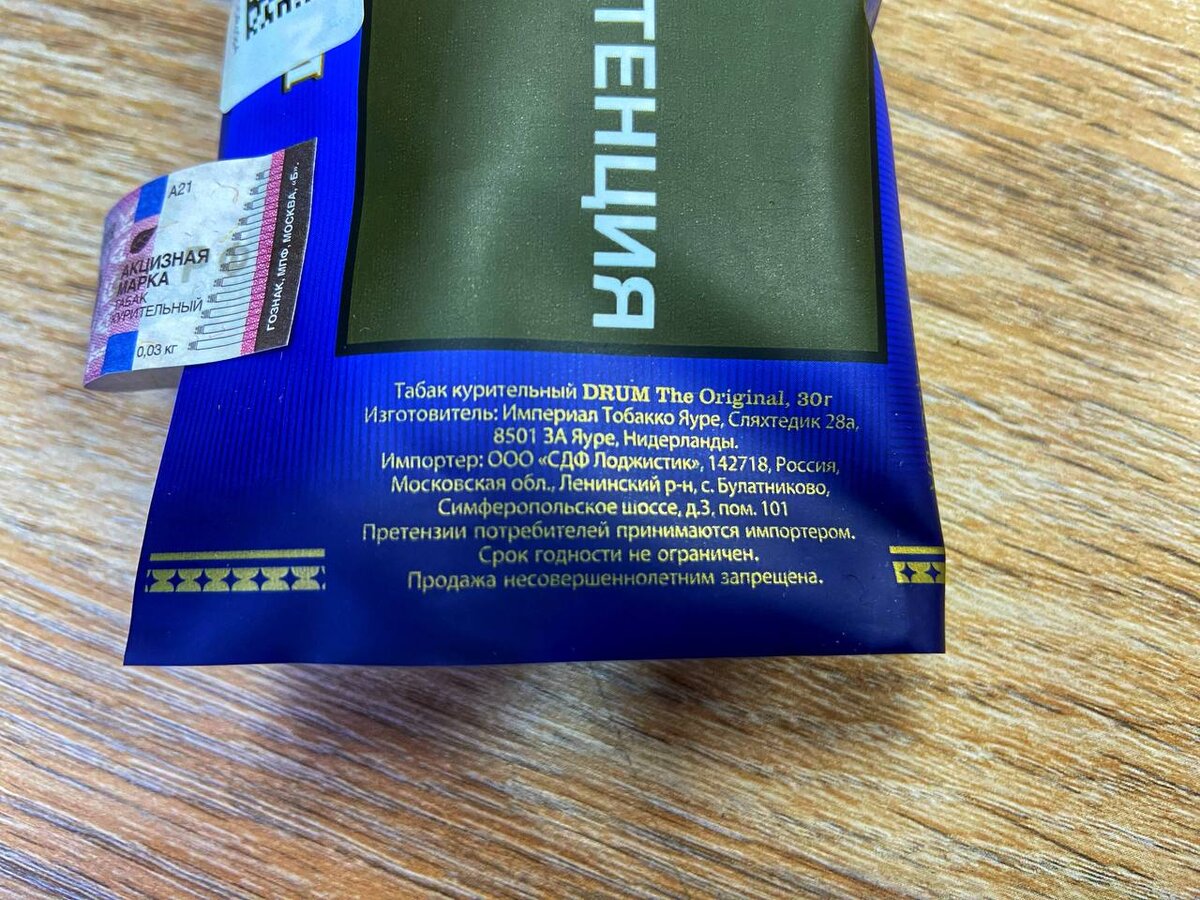 ТЕНЦИЯ
A21
АКЦИЗНАЯ
МАРКА
ТАБАК
КУРИТЕЛЬНЫЙ
0,03 кг
РФ
ГОЗНАК, МПФ, МОСКВА, «Б».
Табак курительный DRUM The Original, 30г
Изготовитель: Империал Тобакко Яуре, Сляхтедик 28а,
8501 ЗА Яуре, Нидерланды.
Импортер: ООО «СДФ Лоджистик», 142718, Россия,
Московская обл., Ленинский р-н, с. Булатниково,
Симферопольское шоссе, д.3, пом. 101
Претензии потребителей принимаются импортером.
Срок годности не ограничен.
Продажа несовершеннолетним запрещена.